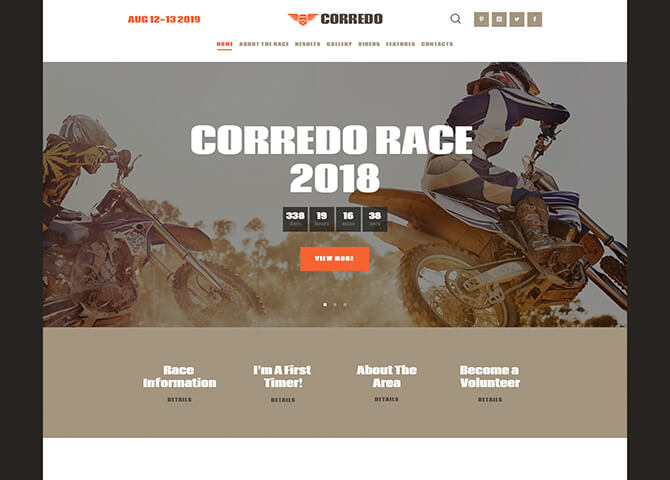 AUG 12-13 2019
CORREDO
HOME ABOUT THE RACE RESULTS GALLERY VIDEOS FEATURES CONTACTS
CORREDO RACE
2018
338 19 16 38
days hours mins secs
VIEW MORE
Race
Information
DETAILS
I'm A First
Timer!
DETAILS
About The
Area
DETAILS
Become a
Volunteer
DETAILS